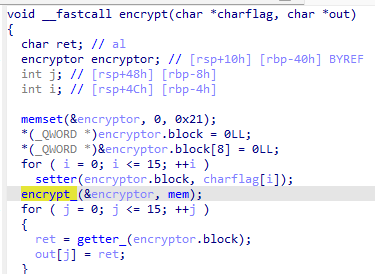 void __fastcall encrypt(char *charflag, char *out)
{
  char ret; // al
  encryptor encryptor; // [rsp+10h] [rbp-40h] BYREF
  int j; // [rsp+48h] [rbp-8h]
  int i; // [rsp+4Ch] [rbp-4h]

  memset(&encryptor, 0, 0x21);
  *(_QWORD *)encryptor.block = 0LL;
  *(_QWORD *)&encryptor.block[8] = 0LL;
  for ( i = 0; i <= 15; ++i )
    setter(encryptor.block, charflag[i]);
  encrypt_(&encryptor, mem);
  for ( j = 0; j <= 15; ++j )
  {
    ret = getter_(encryptor.block);
    out[j] = ret;
  }